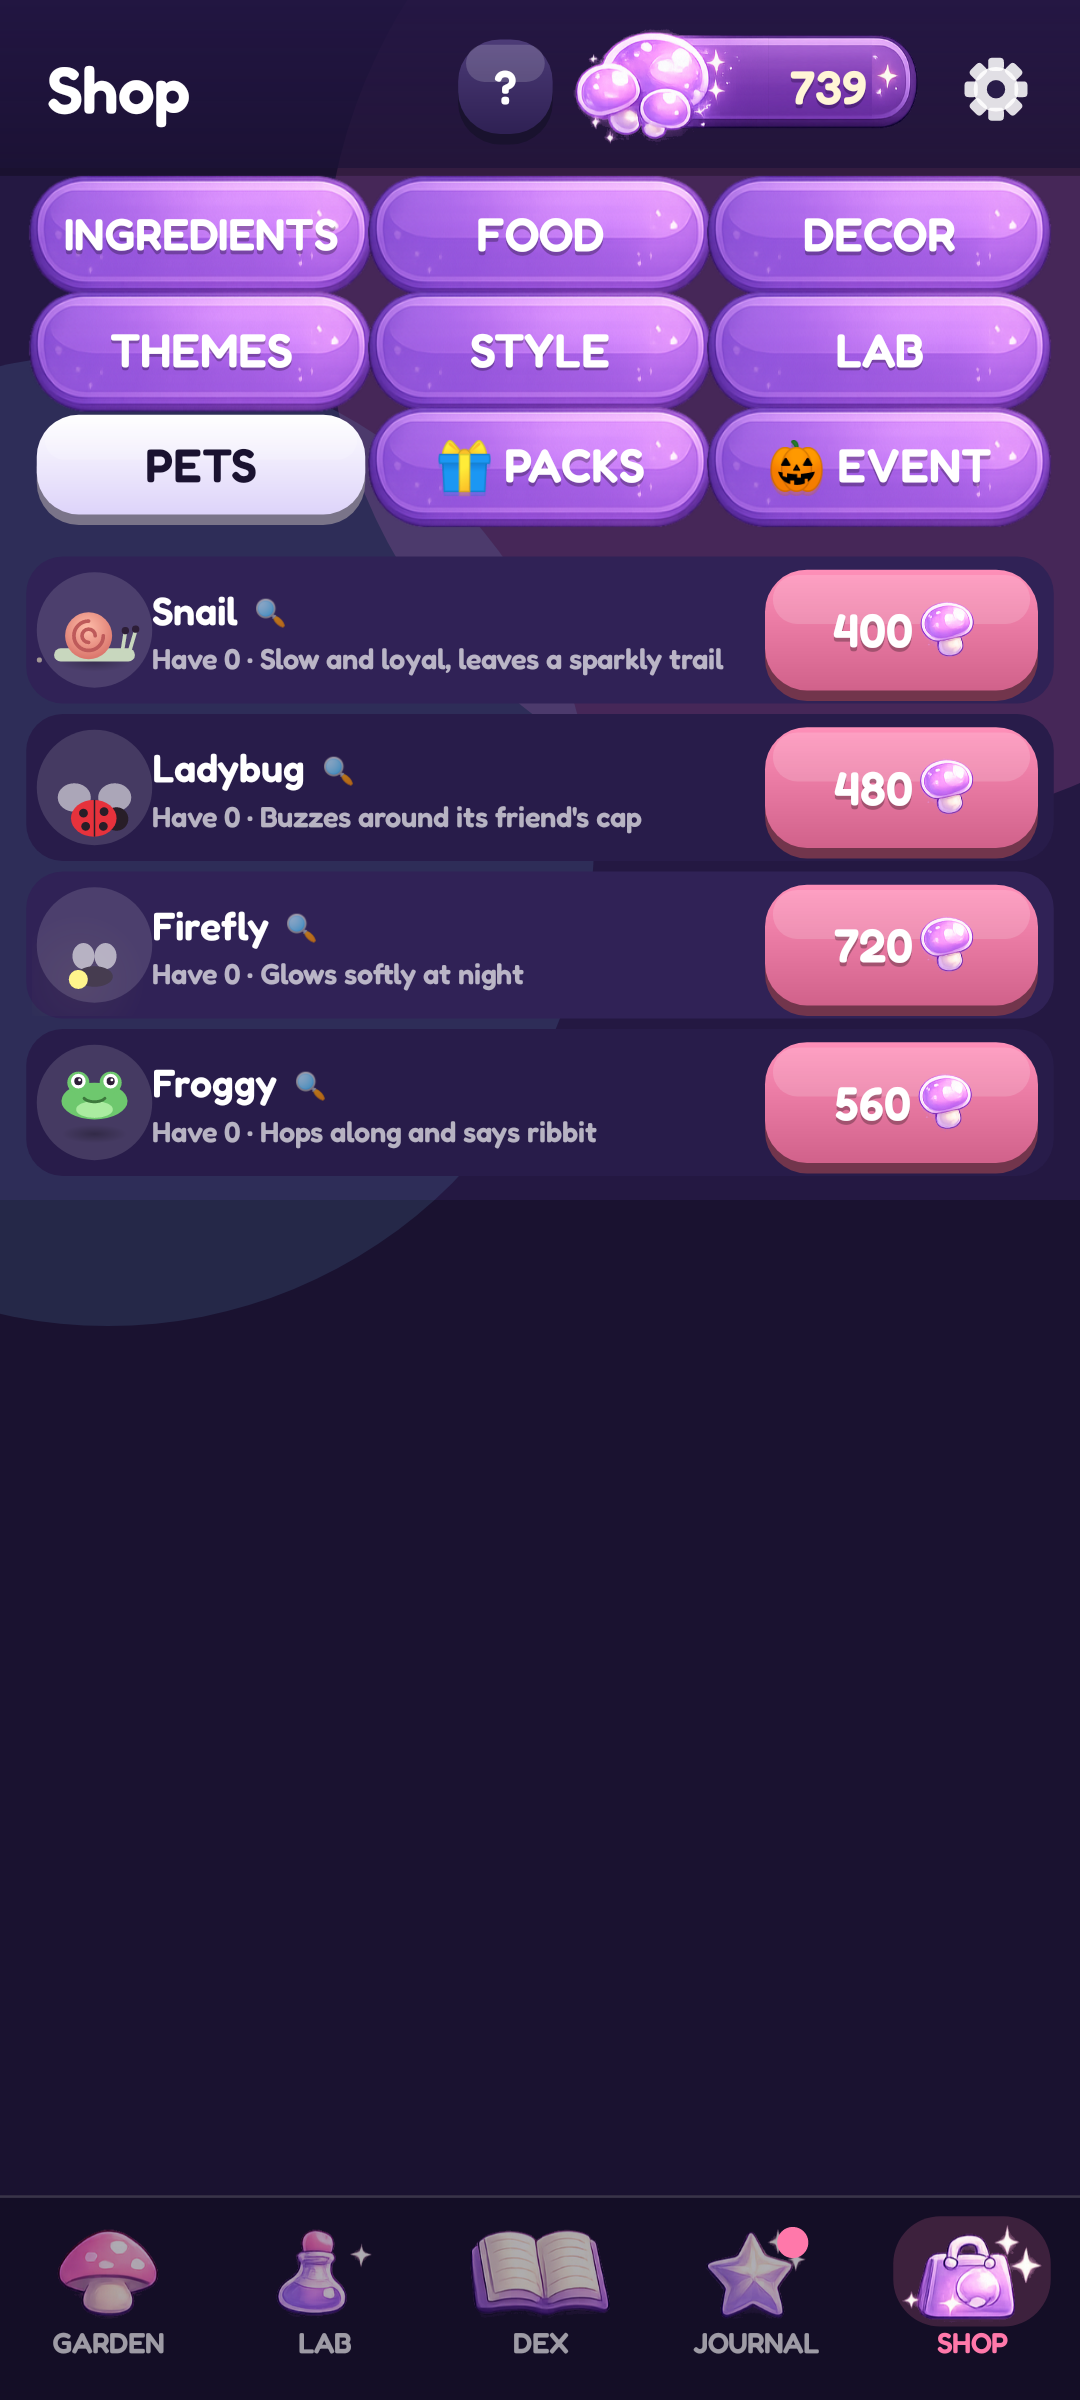 Shop
?
739
INGREDIENTS
FOOD
DECOR
THEMES
STYLE
LAB
PETS
PACKS
EVENT
Snail
Have 0 · Slow and loyal, leaves a sparkly trail
400
Ladybug
Have 0 · Buzzes around its friend's cap
480
Firefly
Have 0 · Glows softly at night
720
Froggy
Have 0 · Hops along and says ribbit
560
GARDEN
LAB
DEX
JOURNAL
SHOP